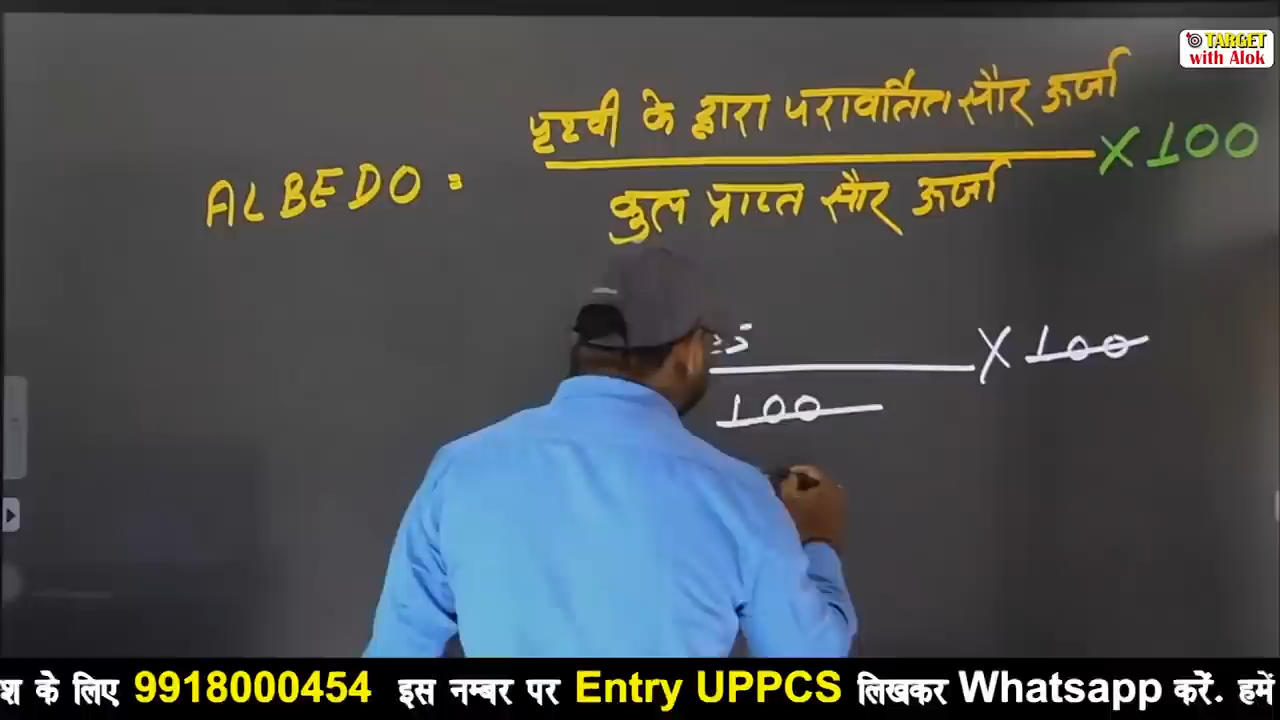 TARGET
with Alok
पृथ्वी के द्वारा परावर्तित सौर ऊर्जा
ALBEDO = X 100
कुल प्राप्त सौर ऊर्जा
X 100
100
श के लिए 9918000454 इस नम्बर पर Entry UPPCS लिखकर Whatsapp करें. हमें